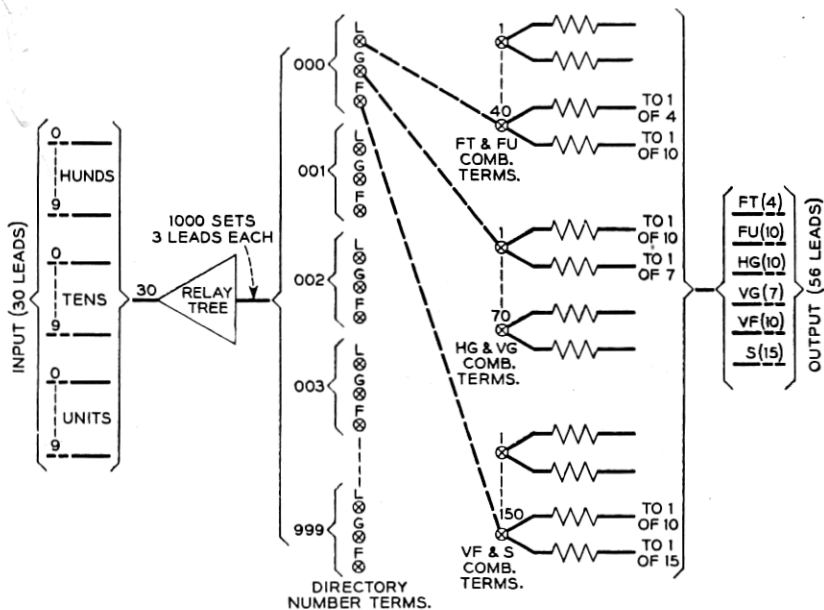 INPUT (30 LEADS)
0
HUNDS
9
0
TENS
9
0
UNITS
9
30
RELAY
TREE
1000 SETS
3 LEADS EACH
000
L
G
F
001
L
G
F
002
L
G
F
003
L
G
F
999
L
G
F
DIRECTORY
NUMBER TERMS.
1
40
TO 1
OF 4
TO 1
OF 10
FT & FU
COMB.
TERMS.
1
TO 1
OF 10
TO 1
OF 7
70
HG & VG
COMB.
TERMS.
1
150
TO 1
OF 10
TO 1
OF 15
VF & S
COMB.
TERMS.
FT(4)
FU(10)
HG(10)
VG(7)
VF(10)
S(15)
OUTPUT (56 LEADS)